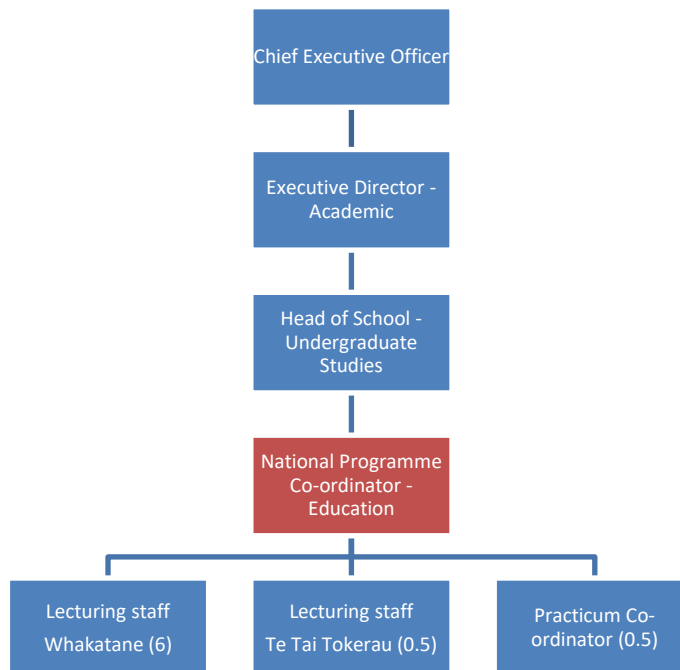 Chief Executive Officer
Executive Director -
Academic
Head of School -
Undergraduate
Studies
National Programme
Co-ordinator -
Education
Lecturing staff
Whakatane (6)
Lecturing staff
Te Tai Tokerau (0.5)
Practicum Co-
ordinator (0.5)